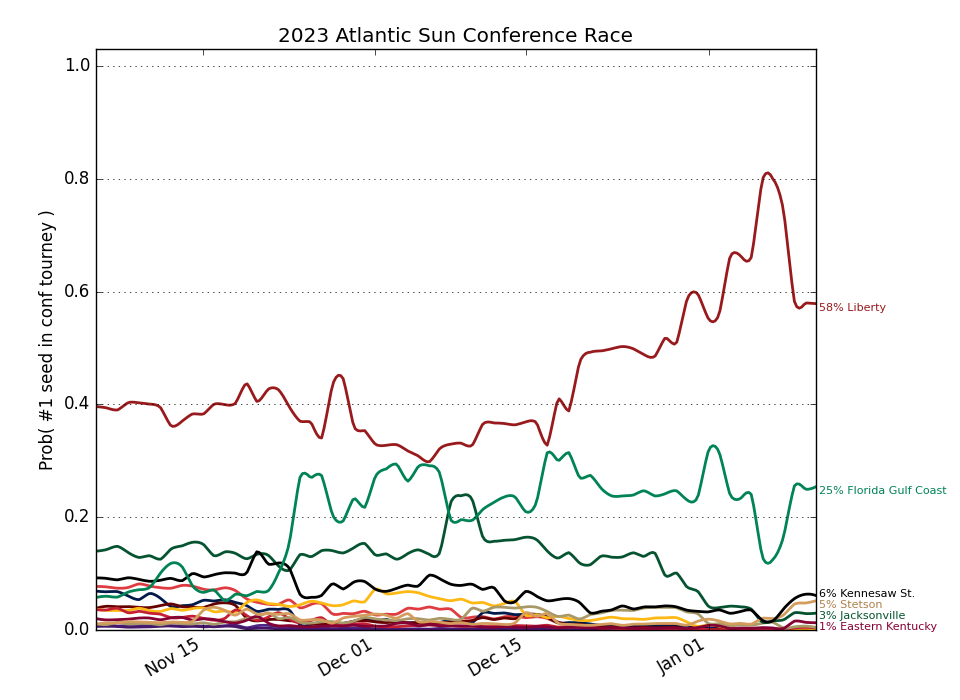 2023 Atlantic Sun Conference Race
Prob( #1 seed in conf tourney )
1.0
0.8
0.6
0.4
0.2
0.0
58% Liberty
25% Florida Gulf Coast
6% Kennesaw St.
5% Stetson
3% Jacksonville
1% Eastern Kentucky
Nov 15
Dec 01
Dec 15
Jan 01